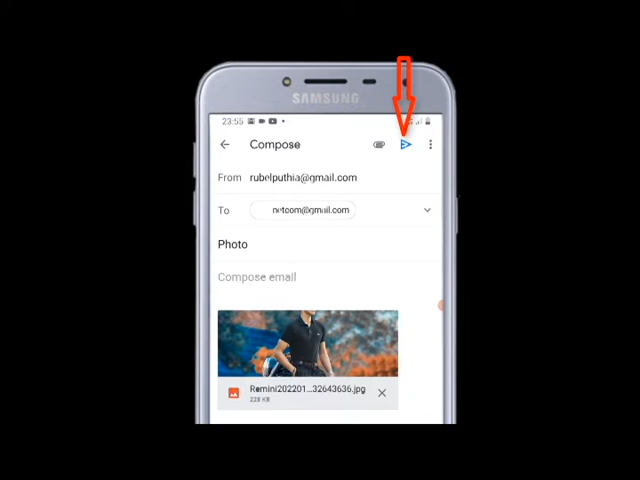 SAMSUNG
23:55
Compose
From rubelputhia@gmail.com
To netcom@gmail.com
Photo
Compose email
Remini202201...32643636.jpg
228 KB